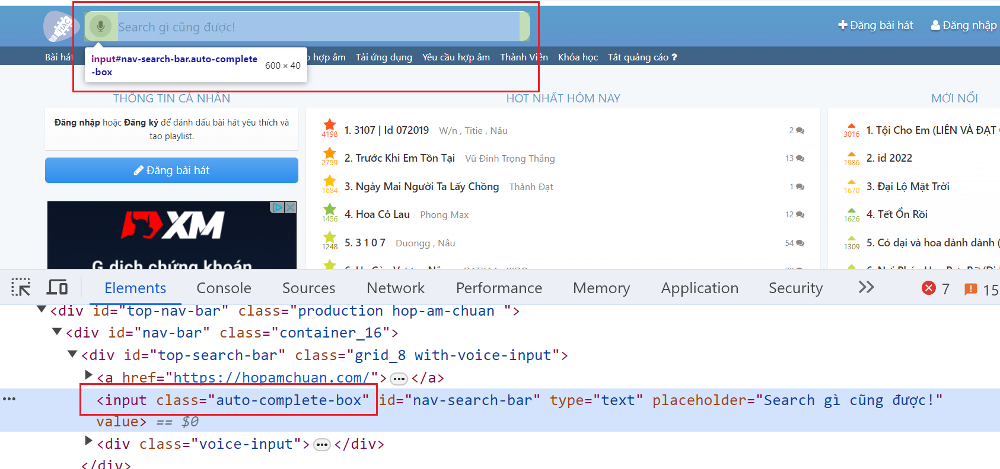 HAC
Search gì cũng được!
Đăng bài hát
Đăng nhập
Bài hát
hợp âm
Tải ứng dụng
Yêu cầu hợp âm
Thành Viên
Khóa học
Tắt quảng cáo ?
input#nav-search-bar.auto-complete
-box
600 × 40
THÔNG TIN CÁ NHÂN
Đăng nhập hoặc Đăng ký để đánh dấu bài hát yêu thích và
tạo playlist.
Đăng bài hát
XM
G dịch chứng khoán
HOT NHẤT HÔM NAY
4198 1. 3107 | Id 072019 W/n , Titie , Nâu 2
2759 2. Trước Khi Em Tồn Tại Vũ Đinh Trọng Thắng 13
1684 3. Ngày Mai Người Ta Lấy Chồng Thành Đạt 1
1456 4. Hoa Cỏ Lau Phong Max 12
1248 5. 3 1 0 7 Duongg , Nâu 54
MỚI NỔI
3016 1. Tội Cho Em (LIÊN VÀ ĐẠT
1986 2. id 2022
1670 3. Đại Lộ Mặt Trời
1626 4. Tết Ổn Rồi
1309 5. Cỏ dại và hoa dành dành (
Elements Console Sources Network Performance Memory Application Security >> 7 15
<div id="top-nav-bar" class="production hop-am-chuan ">
<div id="nav-bar" class="container_16">
<div id="top-search-bar" class="grid_8 with-voice-input">
<a href="https://hopamchuan.com/">…</a>
<input class="auto-complete-box" id="nav-search-bar" type="text" placeholder="Search gì cũng được!"
value> == $0
<div class="voice-input">…</div>
</div>